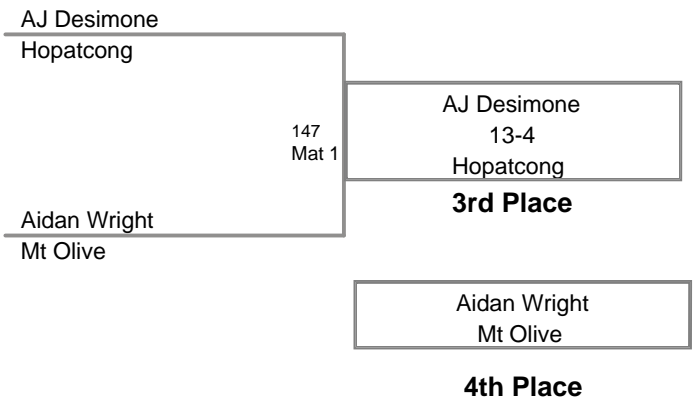 AJ Desimone
Hopatcong
147
Mat 1
AJ Desimone
13-4
Hopatcong
3rd Place
Aidan Wright
Mt Olive
Aidan Wright
Mt Olive
4th Place